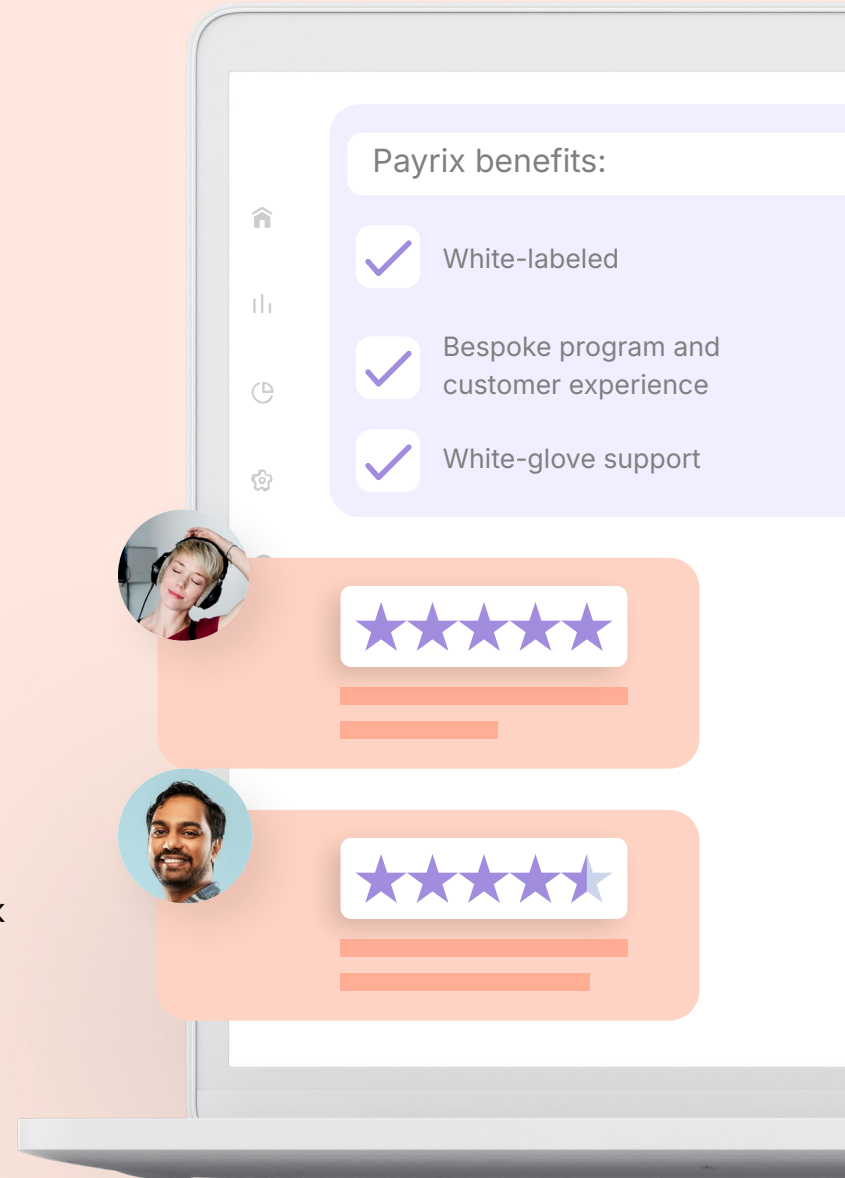 Payrix benefits:
White-labeled
Bespoke program and
customer experience
White-glove support